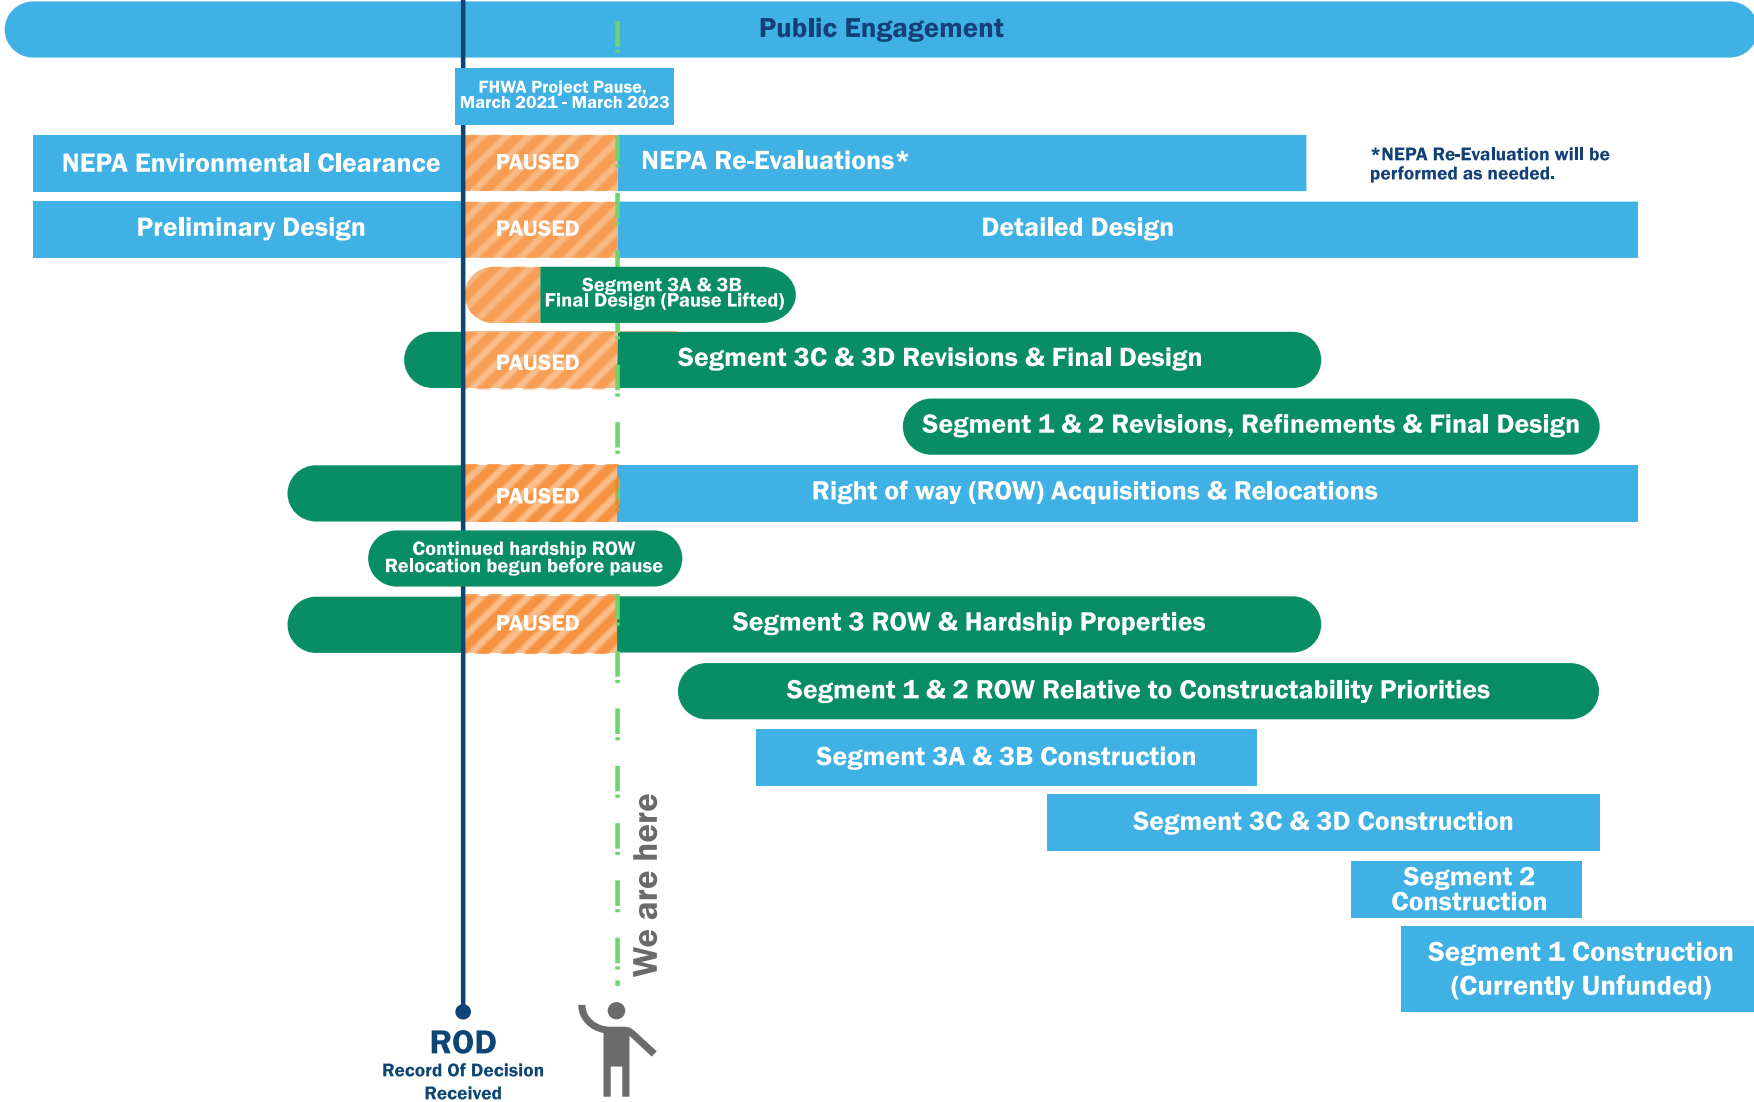 Public Engagement
FHWA Project Pause,
March 2021 - March 2023
NEPA Environmental Clearance
PAUSED
NEPA Re-Evaluations*
*NEPA Re-Evaluation will be
performed as needed.
Preliminary Design
PAUSED
Detailed Design
Segment 3A & 3B
Final Design (Pause Lifted)
PAUSED
Segment 3C & 3D Revisions & Final Design
Segment 1 & 2 Revisions, Refinements & Final Design
PAUSED
Right of way (ROW) Acquisitions & Relocations
Continued hardship ROW
Relocation begun before pause
PAUSED
Segment 3 ROW & Hardship Properties
Segment 1 & 2 ROW Relative to Constructability Priorities
Segment 3A & 3B Construction
Segment 3C & 3D Construction
Segment 2
Construction
Segment 1 Construction
(Currently Unfunded)
We are here
ROD
Record Of Decision
Received